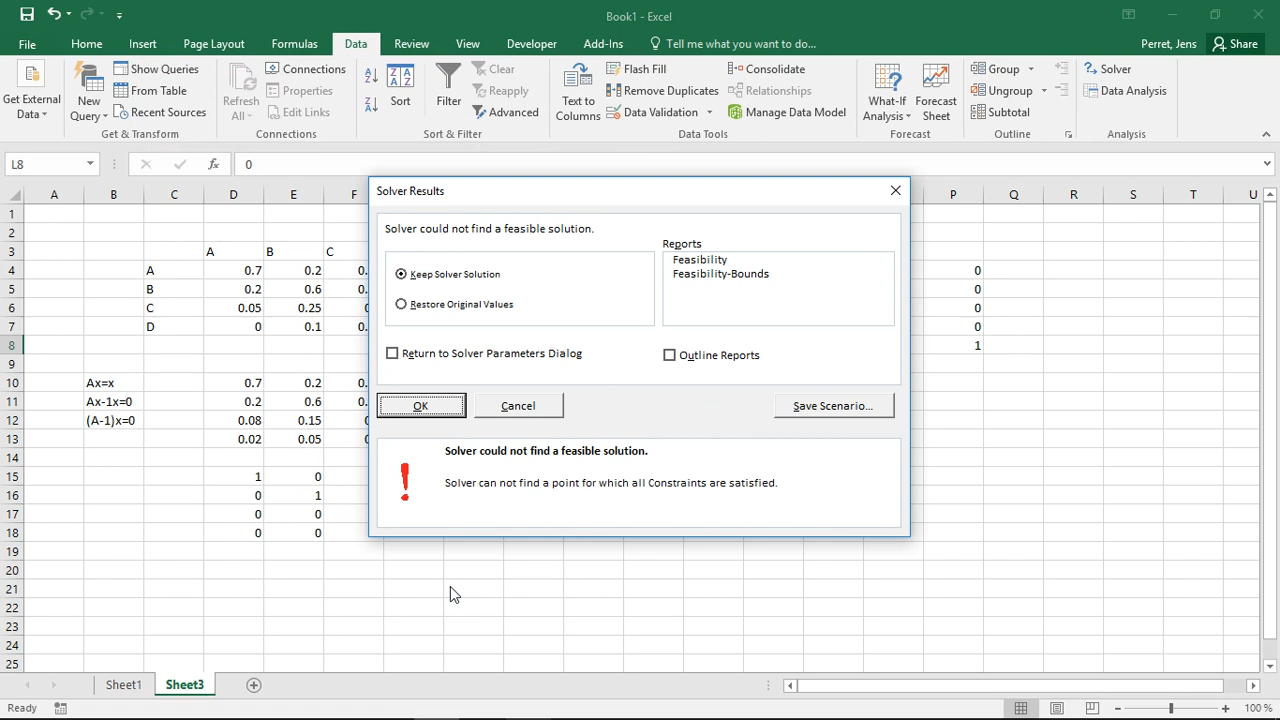 Book1 - Excel
File Home Insert Page Layout Formulas Data Review View Developer Add-Ins Tell me what you want to do... Perret, Jens Share
Get External Data
New Query
Show Queries
From Table
Recent Sources
Get & Transform
Refresh All
Connections
Properties
Edit Links
Connections
Sort
Filter
Clear
Reapply
Advanced
Sort & Filter
Text to Columns
Flash Fill
Remove Duplicates
Data Validation
Consolidate
Relationships
Manage Data Model
Data Tools
What-If Analysis
Forecast Sheet
Forecast
Group
Ungroup
Subtotal
Outline
Solver
Data Analysis
Analysis
L8 fx 0
A B C D E F P Q R S T U
1
2
3 A B C
4 A 0.7 0.2 0. 0
5 B 0.2 0.6 0. 0
6 C 0.05 0.25 0 0
7 D 0 0.1 0. 0
8 1
9
10 Ax=x 0.7 0.2 0.
11 Ax-1x=0 0.2 0.6 0.
12 (A-1)x=0 0.08 0.15 0
13 0.02 0.05 0
14
15 1 0
16 0 1
17 0 0
18 0 0
19
20
21
22
23
24
25
Solver Results
Solver could not find a feasible solution.
Keep Solver Solution
Restore Original Values
Reports
Feasibility
Feasibility-Bounds
Return to Solver Parameters Dialog
Outline Reports
OK
Cancel
Save Scenario...
Solver could not find a feasible solution.
Solver can not find a point for which all Constraints are satisfied.
Sheet1 Sheet3
Ready 100 %